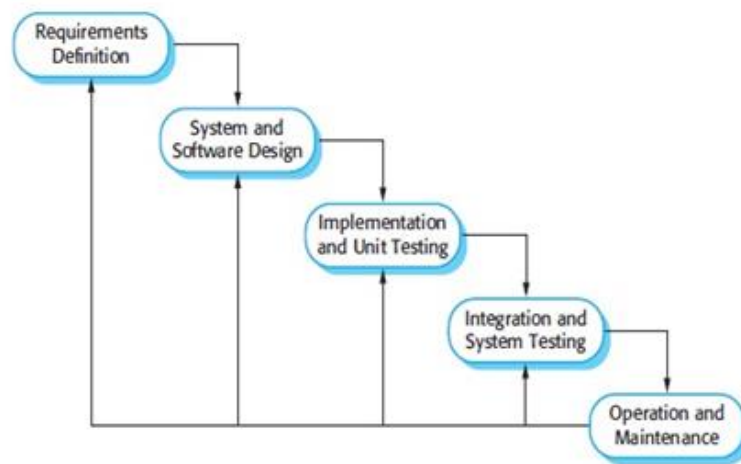 Requirements
Definition
System and
Software Design
Implementation
and Unit Testing
Integration and
System Testing
Operation and
Maintenance